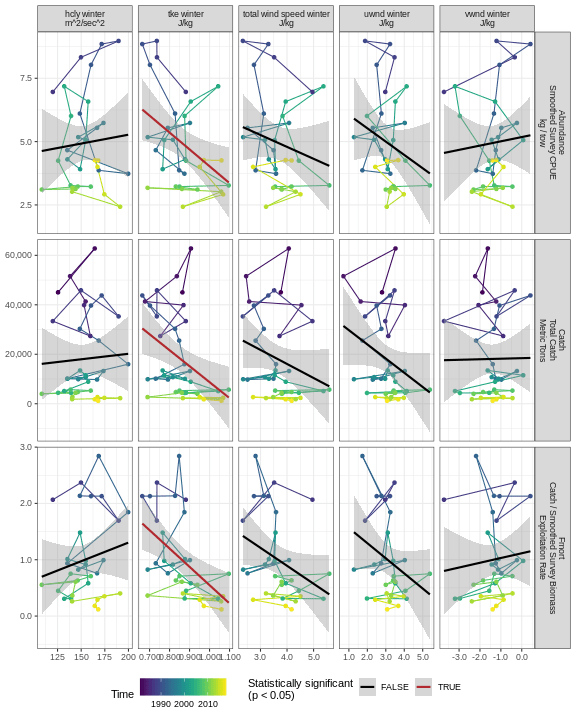 hcly winter
m^2/sec^2
tke winter
J/kg
total wind speed winter
J/kg
uwnd winter
J/kg
vwnd winter
J/kg
7.5
5.0
2.5
Abundance
Smoothed Survey CPUE
kg / tow
60,000
40,000
20,000
0
Catch
Total Catch
Metric Tons
3.0
2.0
1.0
0.0
Fmort
Catch / Smoothed Survey Biomass
Exploitation Rate
125 150 175 200
0.700 0.800 0.900 1.000 1.100
3.0 4.0 5.0
1.0 2.0 3.0 4.0 5.0
-3.0 -2.0 -1.0 0.0
Time
1990 2000 2010
Statistically significant
(p < 0.05)
FALSE
TRUE